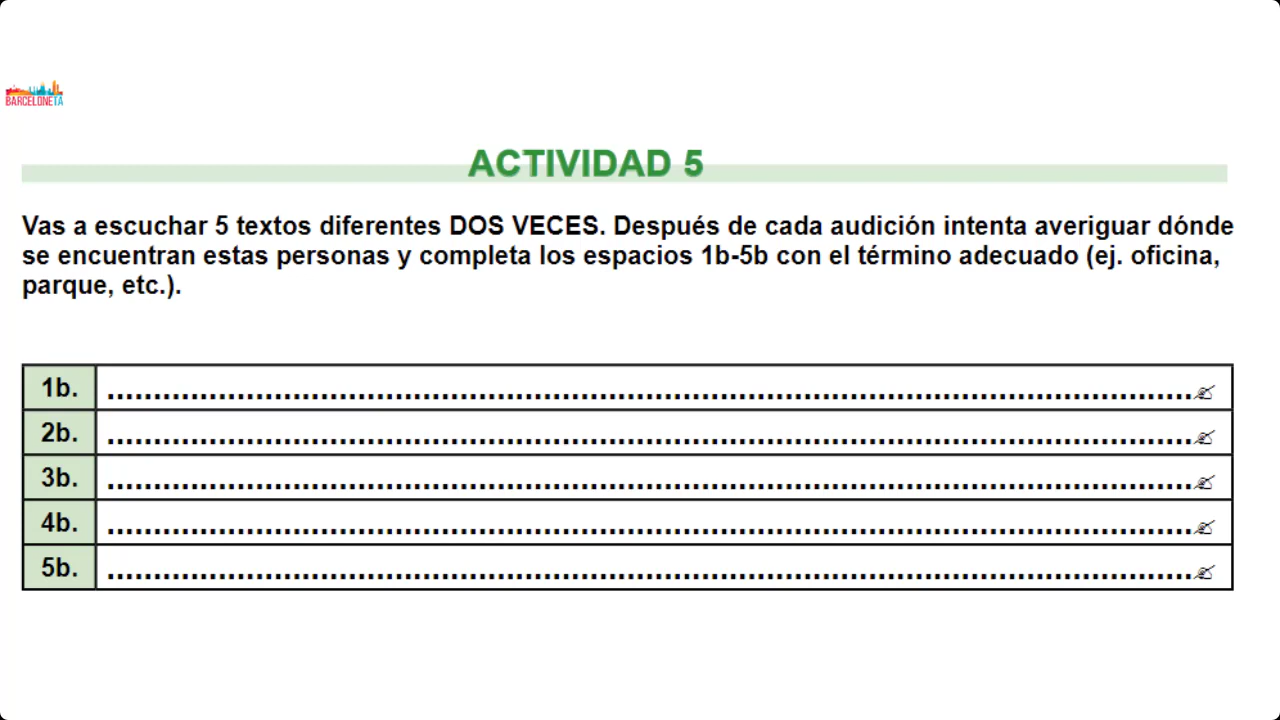 BARCELONETA
ACTIVIDAD 5
Vas a escuchar 5 textos diferentes DOS VECES. Después de cada audición intenta averiguar dónde
se encuentran estas personas y completa los espacios 1b-5b con el término adecuado (ej. oficina,
parque, etc.).
1b. ........................................................................................................................✍
2b. ........................................................................................................................✍
3b. ........................................................................................................................✍
4b. ........................................................................................................................✍
5b. ........................................................................................................................✍